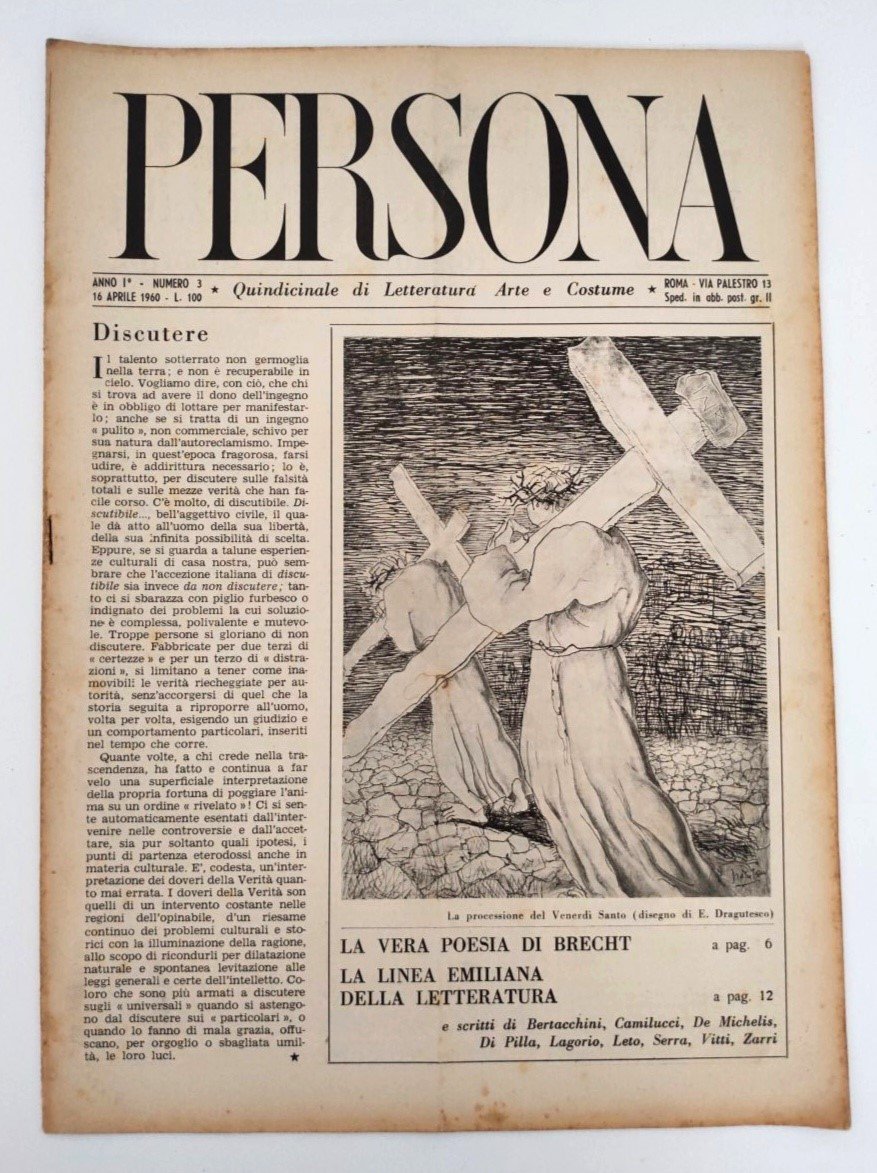 PERSONA
ANNO I° - NUMERO 3
16 APRILE 1960 - L. 100
★ Quindicinale di Letteratura Arte e Costume ★
ROMA - VIA PALESTRO 13
Sped. in abb. post. gr. II
Discutere
Il talento sotterrato non germoglia
nella terra; e non è recuperabile in
cielo. Vogliamo dire, con ciò, che chi
si trova ad avere il dono dell'ingegno
è in obbligo di lottare per manifestar-
lo; anche se si tratta di un ingegno
« pulito », non commerciale, schivo per
sua natura dall'autoreclamismo. Impe-
gnarsi, in quest'epoca fragorosa, farsi
udire, è addirittura necessario; lo è,
soprattutto, per discutere sulle falsità
totali e sulle mezze verità che han fa-
cile corso. C'è molto, di discutibile. Di-
scutibile..., bell'aggettivo civile, il qua-
le dà atto all'uomo della sua libertà,
della sua infinita possibilità di scelta.
Eppure, se si guarda a talune esperien-
ze culturali di casa nostra, può sem-
brare che l'accezione italiana di discu-
tibile sia invece da non discutere; tan-
to ci si sbarazza con piglio furbesco o
indignato dei problemi la cui soluzio-
ne è complessa, polivalente e mutevo-
le. Troppe persone si gloriano di non
discutere. Fabbricate per due terzi di
« certezze » e per un terzo di « distra-
zioni », si limitano a tener come ina-
movibili le verità riecheggiate per au-
torità, senz'accorgersi di quel che la
storia seguita a riproporre all'uomo,
volta per volta, esigendo un giudizio e
un comportamento particolari, inseriti
nel tempo che corre.
Quante volte, a chi crede nella tra-
scendenza, ha fatto e continua a far
velo una superficiale interpretazione
della propria fortuna di poggiare l'ani-
ma su un ordine « rivelato »! Ci si sen-
te automaticamente esentati dall'inter-
venire nelle controversie e dall'accet-
tare, sia pur soltanto quali ipotesi, i
punti di partenza eterodossi anche in
materia culturale. E', codesta, un'inter-
pretazione dei doveri della Verità quan-
to mai errata. I doveri della Verità son
quelli di un intervento costante nelle
regioni dell'opinabile, d'un riesame
continuo dei problemi culturali e sto-
rici con la illuminazione della ragione,
allo scopo di ricondurli per dilatazione
naturale e spontanea levitazione alle
leggi generali e certe dell'intelletto. Co-
loro che sono più armati a discutere
sugli « universali » quando si astengo-
no dal discutere sui « particolari », o
quando lo fanno di mala grazia, offu-
scano, per orgoglio o sbagliata umil-
tà, le loro luci. ★
La processione del Venerdì Santo (disegno di E. Dragutesco)
LA VERA POESIA DI BRECHT a pag. 6
LA LINEA EMILIANA
DELLA LETTERATURA a pag. 12
e scritti di Bertacchini, Camilucci, De Michelis,
Di Pilla, Lagorio, Leto, Serra, Vitti, Zarri